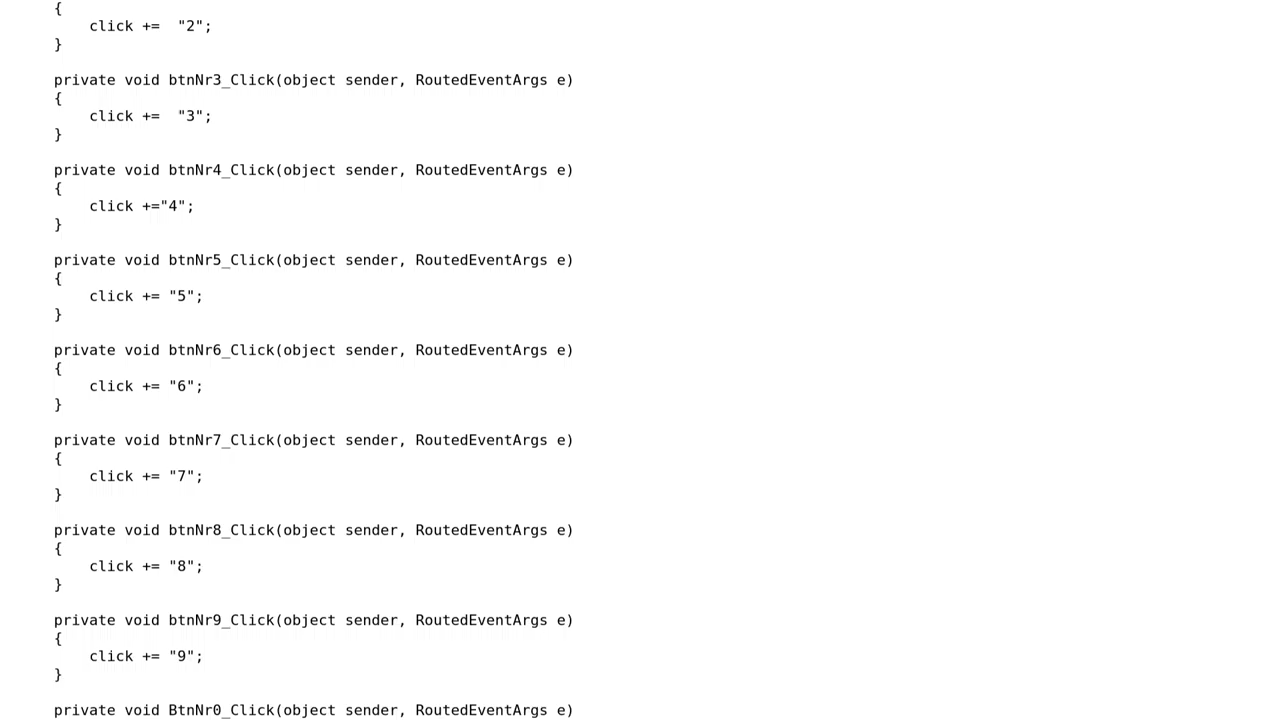 {
    click +=  "2";
}
private void btnNr3_Click(object sender, RoutedEventArgs e)
{
    click +=  "3";
}
private void btnNr4_Click(object sender, RoutedEventArgs e)
{
    click +="4";
}
private void btnNr5_Click(object sender, RoutedEventArgs e)
{
    click += "5";
}
private void btnNr6_Click(object sender, RoutedEventArgs e)
{
    click += "6";
}
private void btnNr7_Click(object sender, RoutedEventArgs e)
{
    click += "7";
}
private void btnNr8_Click(object sender, RoutedEventArgs e)
{
    click += "8";
}
private void btnNr9_Click(object sender, RoutedEventArgs e)
{
    click += "9";
}
private void BtnNr0_Click(object sender, RoutedEventArgs e)